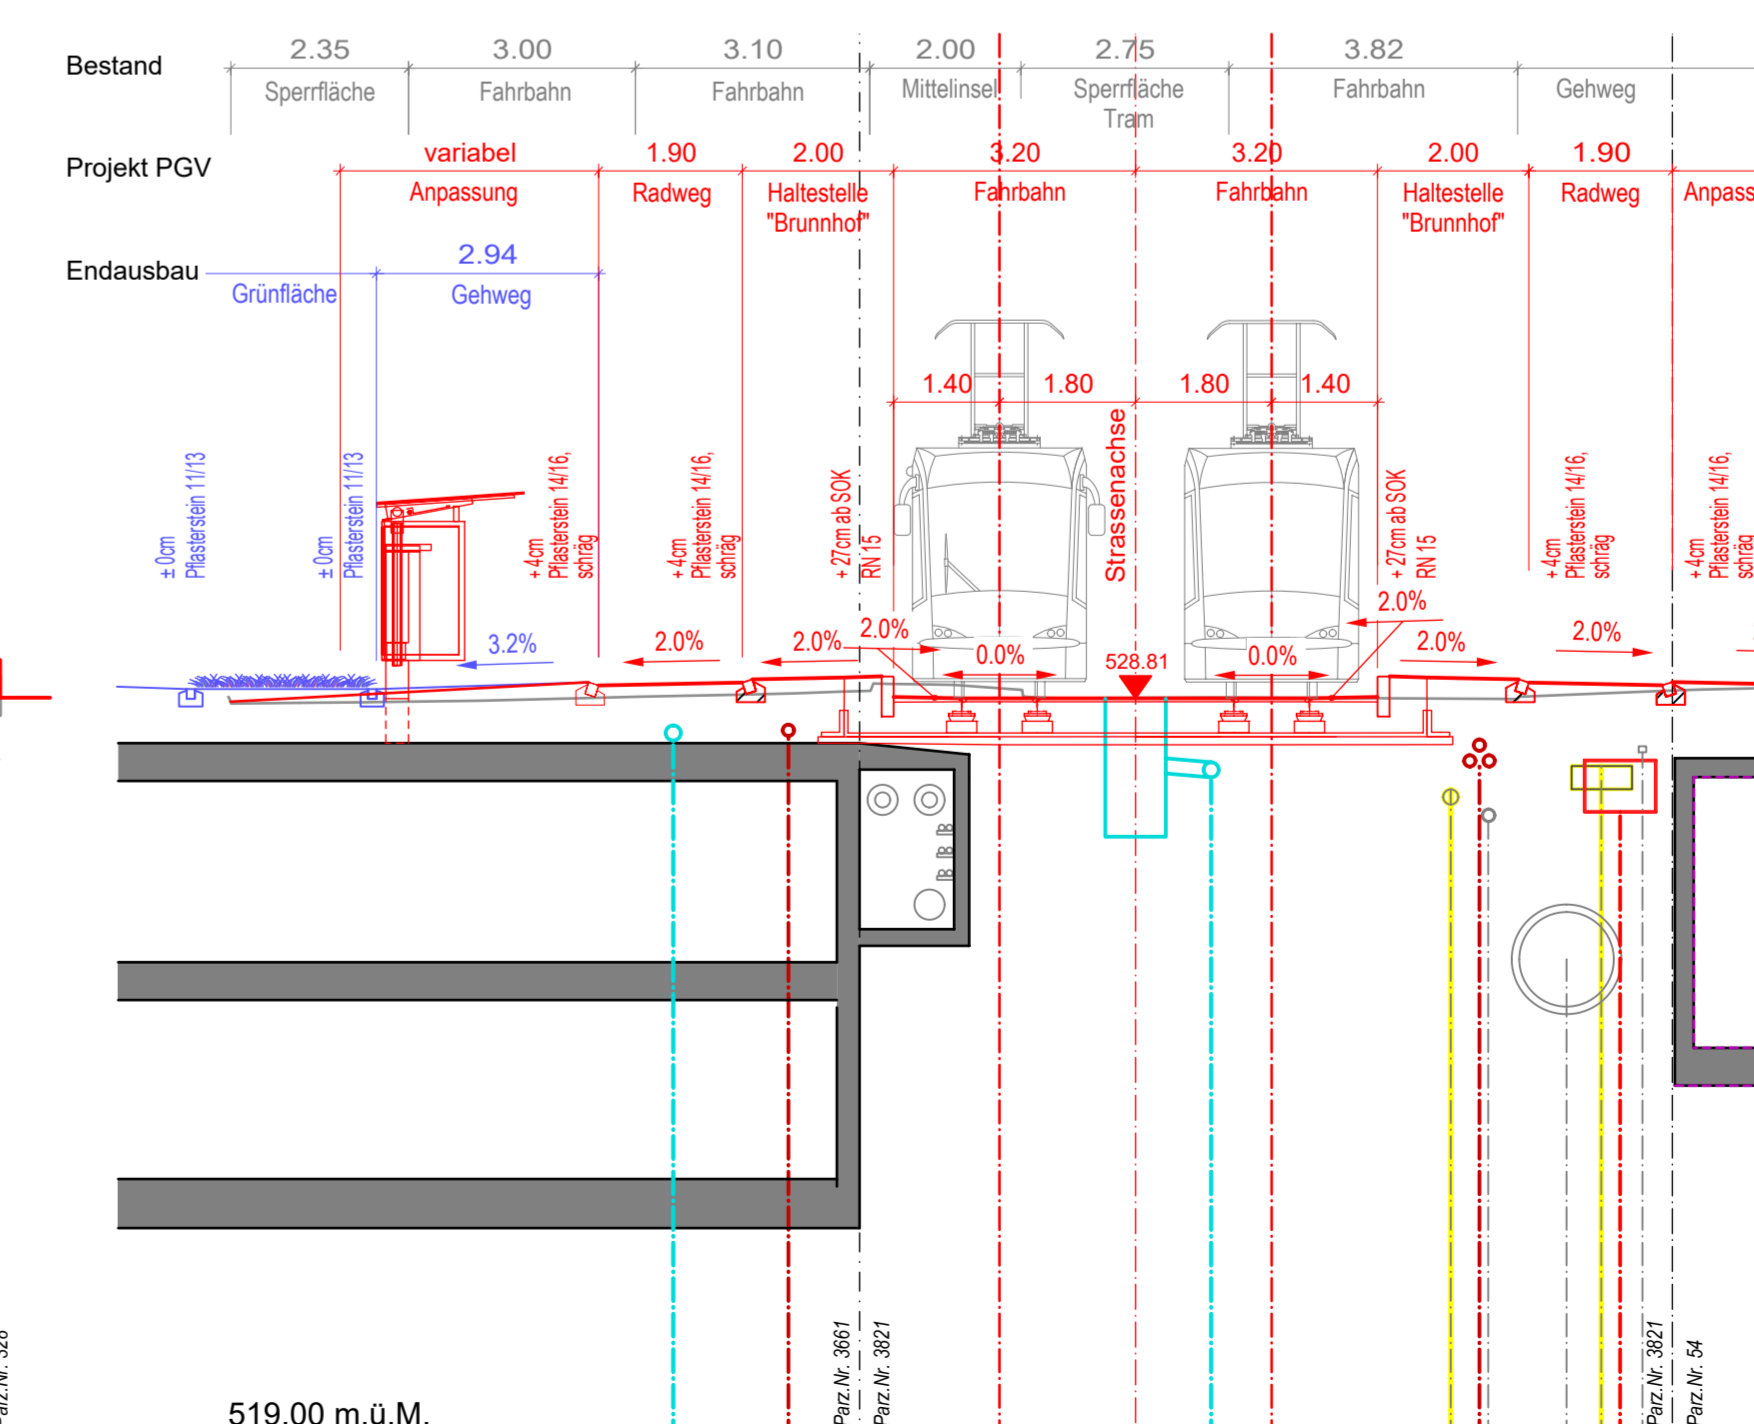 Bestand
2.35 3.00 3.10 2.00 2.75 3.82
Sperrfläche Fahrbahn Fahrbahn Mittelinsel Sperrfläche Fahrbahn Gehweg
Tram
Projekt PGV
variabel 1.90 2.00 3.20 3.20 2.00 1.90
Anpassung Radweg Haltestelle Fahrbahn Fahrbahn Haltestelle Radweg Anpass
"Brunnhof" "Brunnhof"
Endausbau
2.94
Grünfläche Gehweg
1.40 1.80 1.80 1.40
Strassenachse
± 0cm
Pflasterstein 11/13
± 0cm
Pflasterstein 11/13
+ 4cm
Pflasterstein 14/16,
schräg
+ 4cm
Pflasterstein 14/16,
schräg
+ 27cm ab SOK
RN 15
+ 27cm ab SOK
RN 15
+ 4cm
Pflasterstein 14/16,
schräg
+ 4cm
Pflasterstein 14/16,
schräg
3.2% 2.0% 2.0% 2.0% 0.0% 528.81 0.0% 2.0% 2.0% 2.0%
Parz.Nr. 3661
Parz.Nr. 3821
Parz.Nr. 3821
Parz.Nr. 54
519.00 m.ü.M.